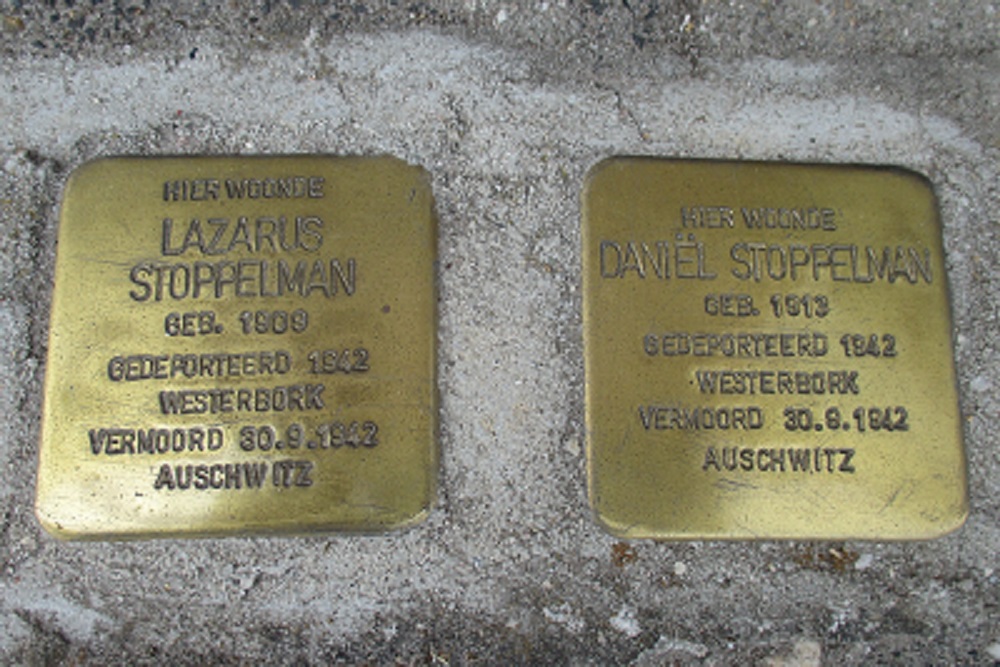 HIER WOONDE
LAZARUS
STOPPELMAN
GEB. 1909
GEDEPORTEERD 1942
WESTERBORK
VERMOORD 30.9.1942
AUSCHWITZ
HIER WOONDE
DANIËL STOPPELMAN
GEB. 1913
GEDEPORTEERD 1942
WESTERBORK
VERMOORD 30.9.1942
AUSCHWITZ